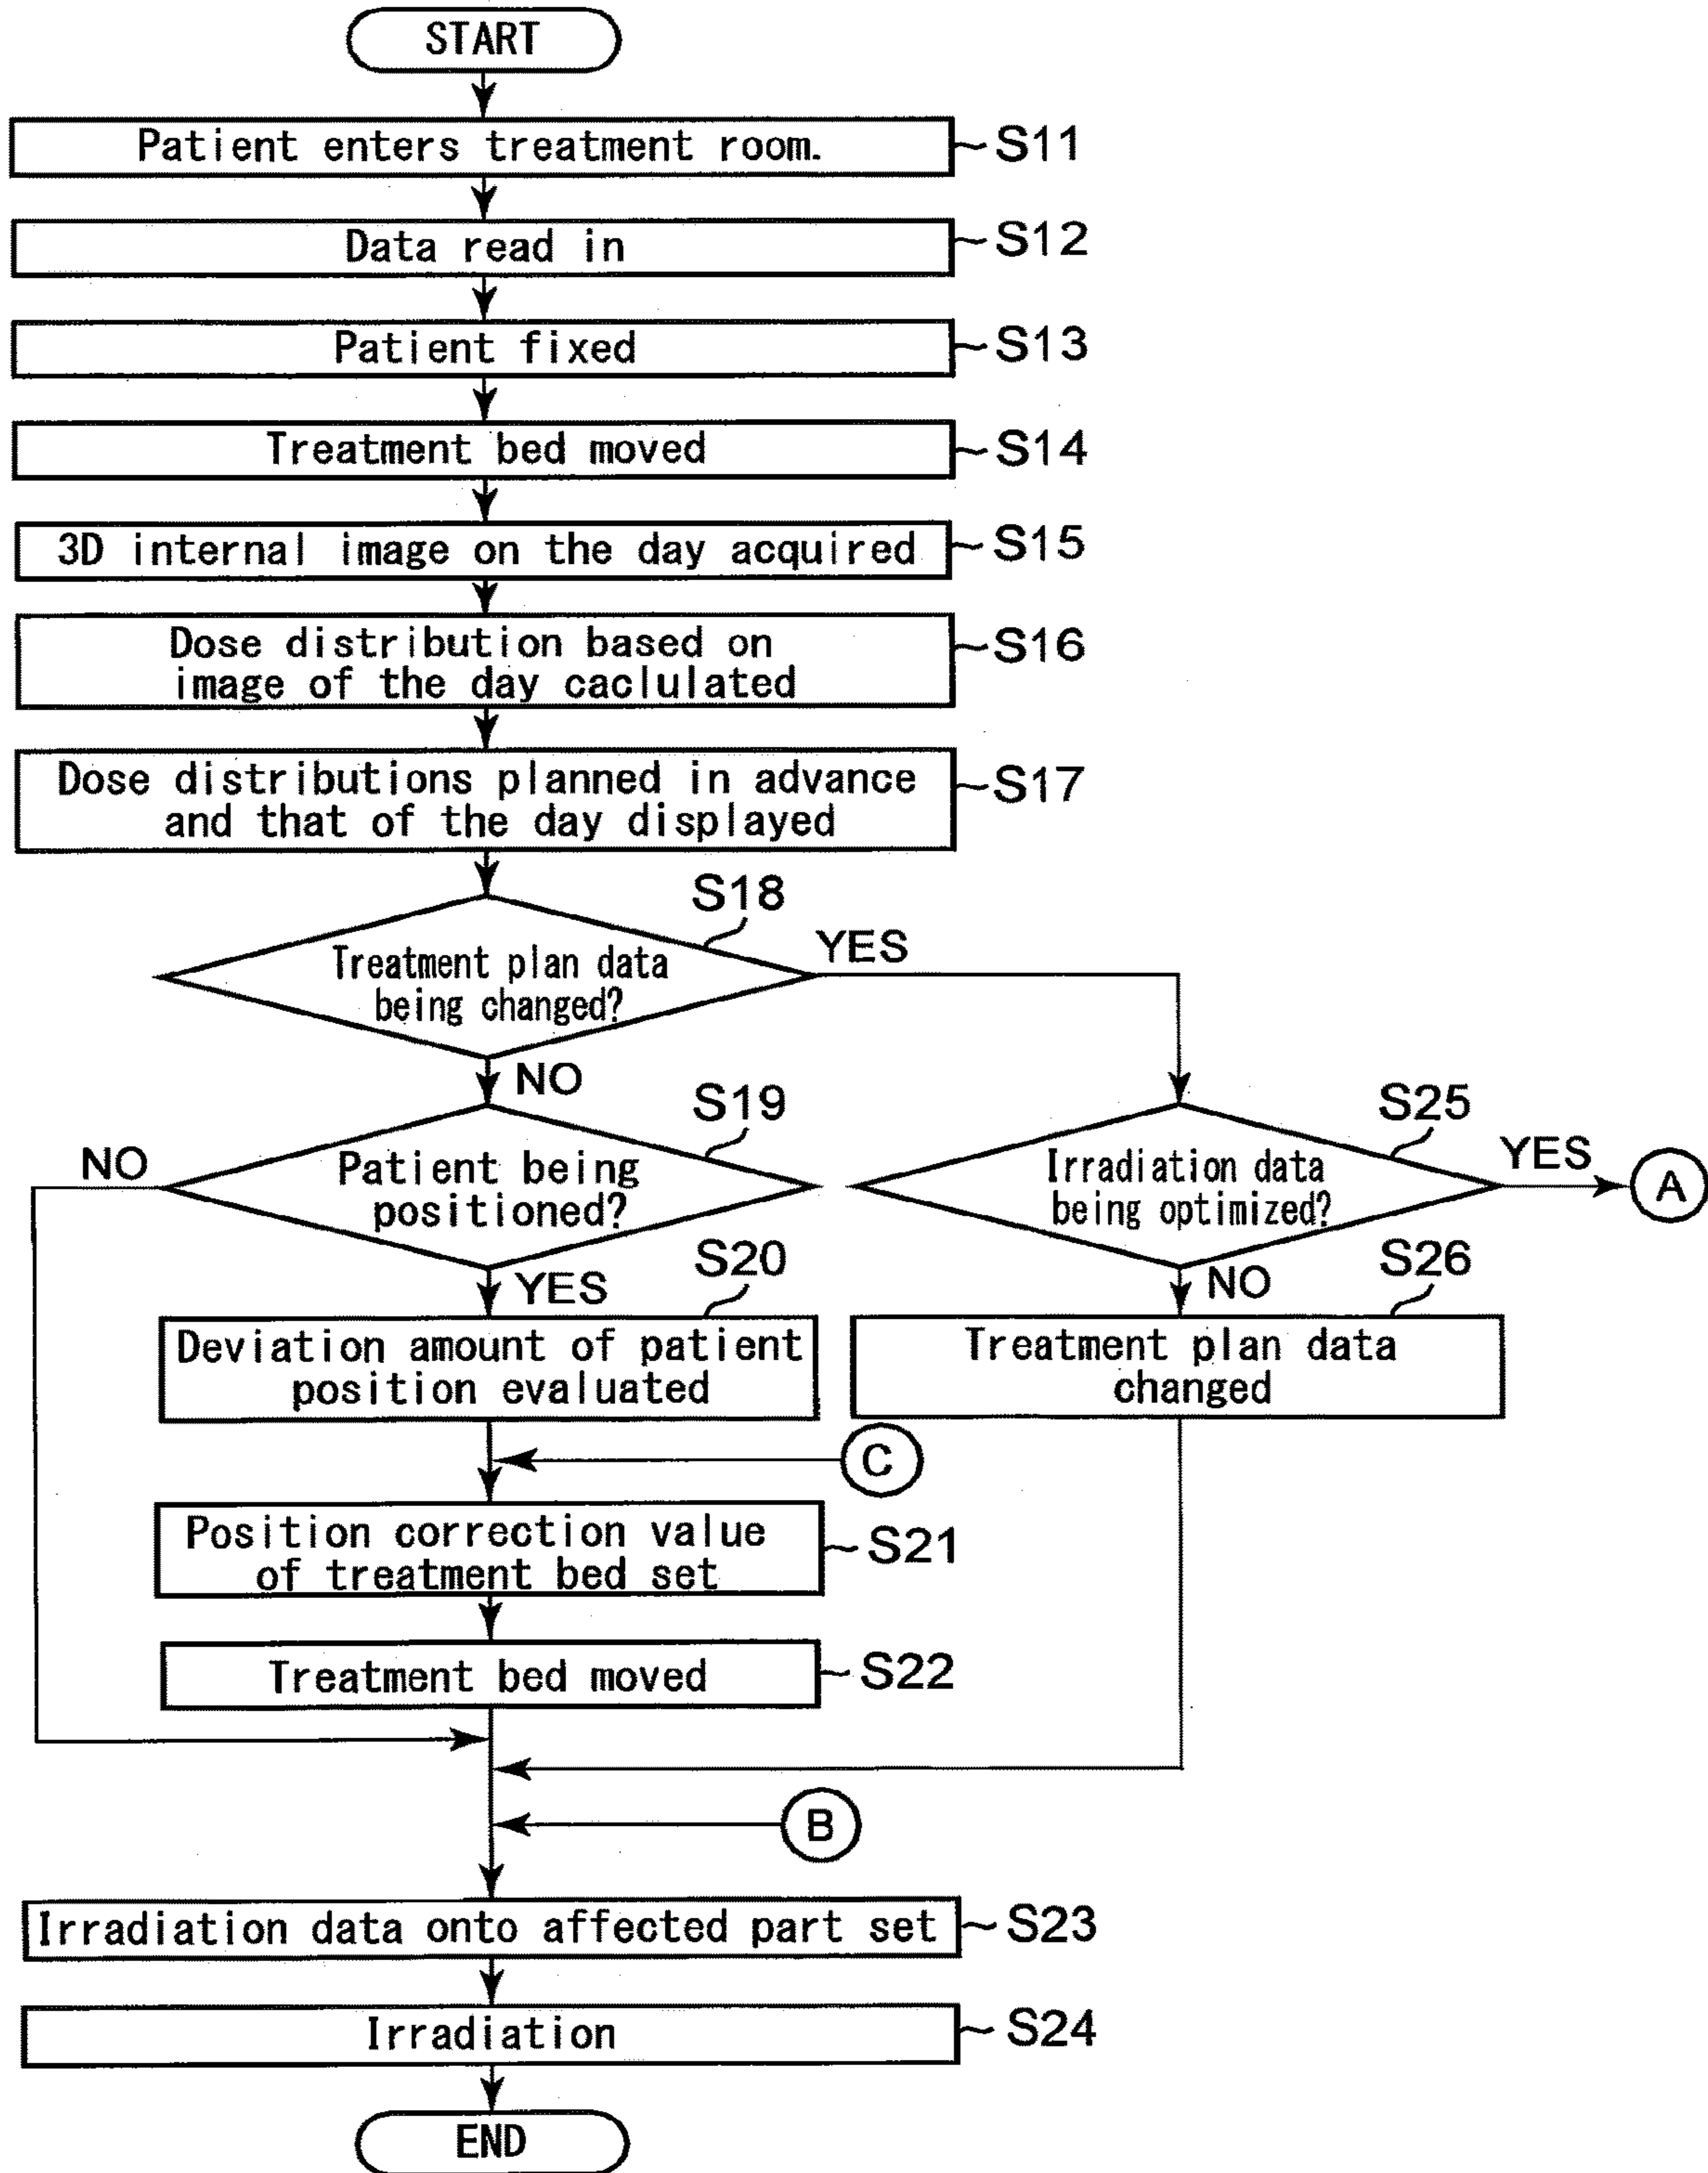 START
Patient enters treatment room.
S11
Data read in
S12
Patient fixed
S13
Treatment bed moved
S14
3D internal image on the day acquired
S15
Dose distribution based on
image of the day caclulated
S16
Dose distributions planned in advance
and that of the day displayed
S17
S18
Treatment plan data
being changed?
YES
NO
S19
Patient being
positioned?
NO
YES
S25
Irradiation data
being optimized?
YES
A
NO
S20
Deviation amount of patient
position evaluated
S26
Treatment plan data
changed
C
Position correction value
of treatment bed set
S21
Treatment bed moved
S22
B
Irradiation data onto affected part set
S23
Irradiation
S24
END